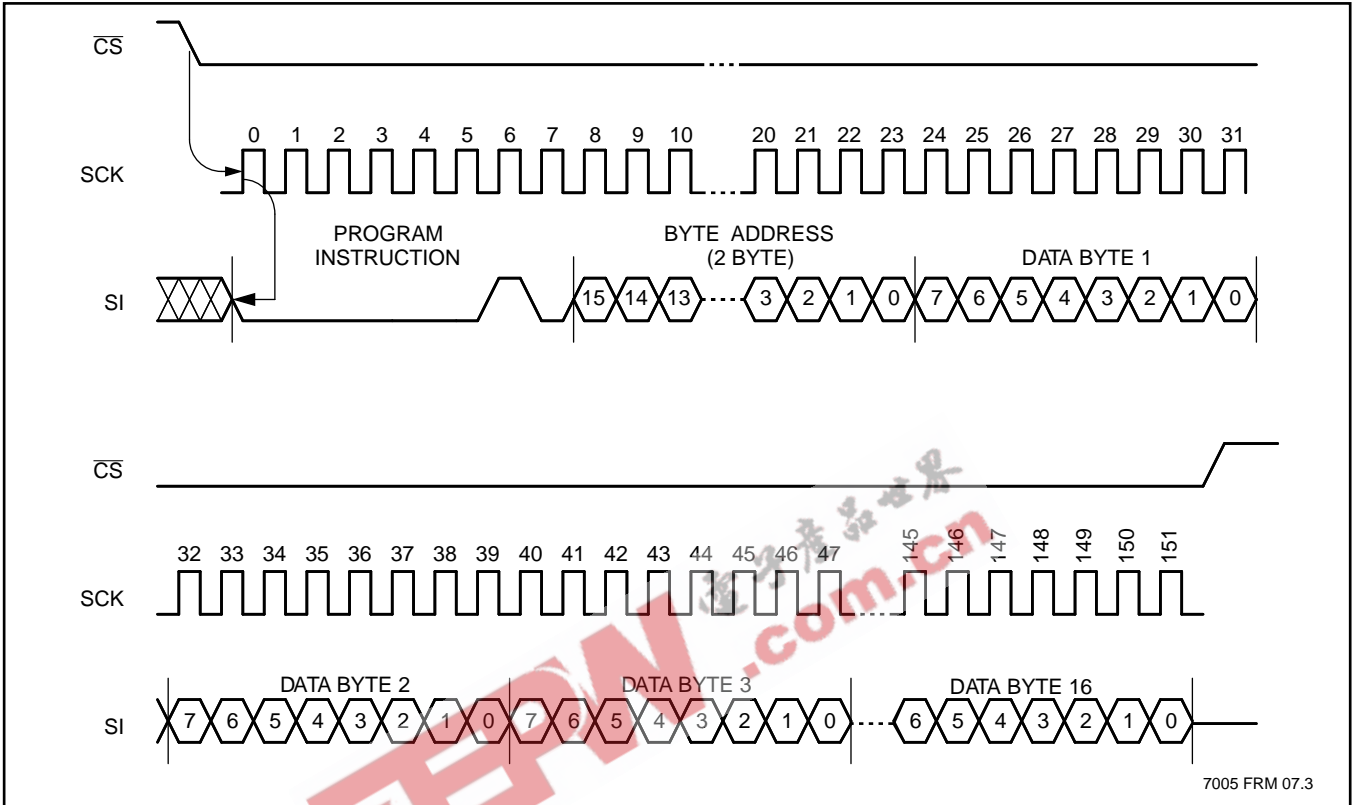 CS
0 1 2 3 4 5 6 7 8 9 10 20 21 22 23 24 25 26 27 28 29 30 31
SCK
PROGRAM
INSTRUCTION
BYTE ADDRESS
(2 BYTE)
DATA BYTE 1
SI
15 14 13 3 2 1 0 7 6 5 4 3 2 1 0
CS
32 33 34 35 36 37 38 39 40 41 42 43 44 45 46 47 145 146 147 148 149 150 151
SCK
DATA BYTE 2 DATA BYTE 3 DATA BYTE 16
SI
7 6 5 4 3 2 1 0 7 6 5 4 3 2 1 0 6 5 4 3 2 1 0
7005 FRM 07.3
電子產品世界
.com.cn